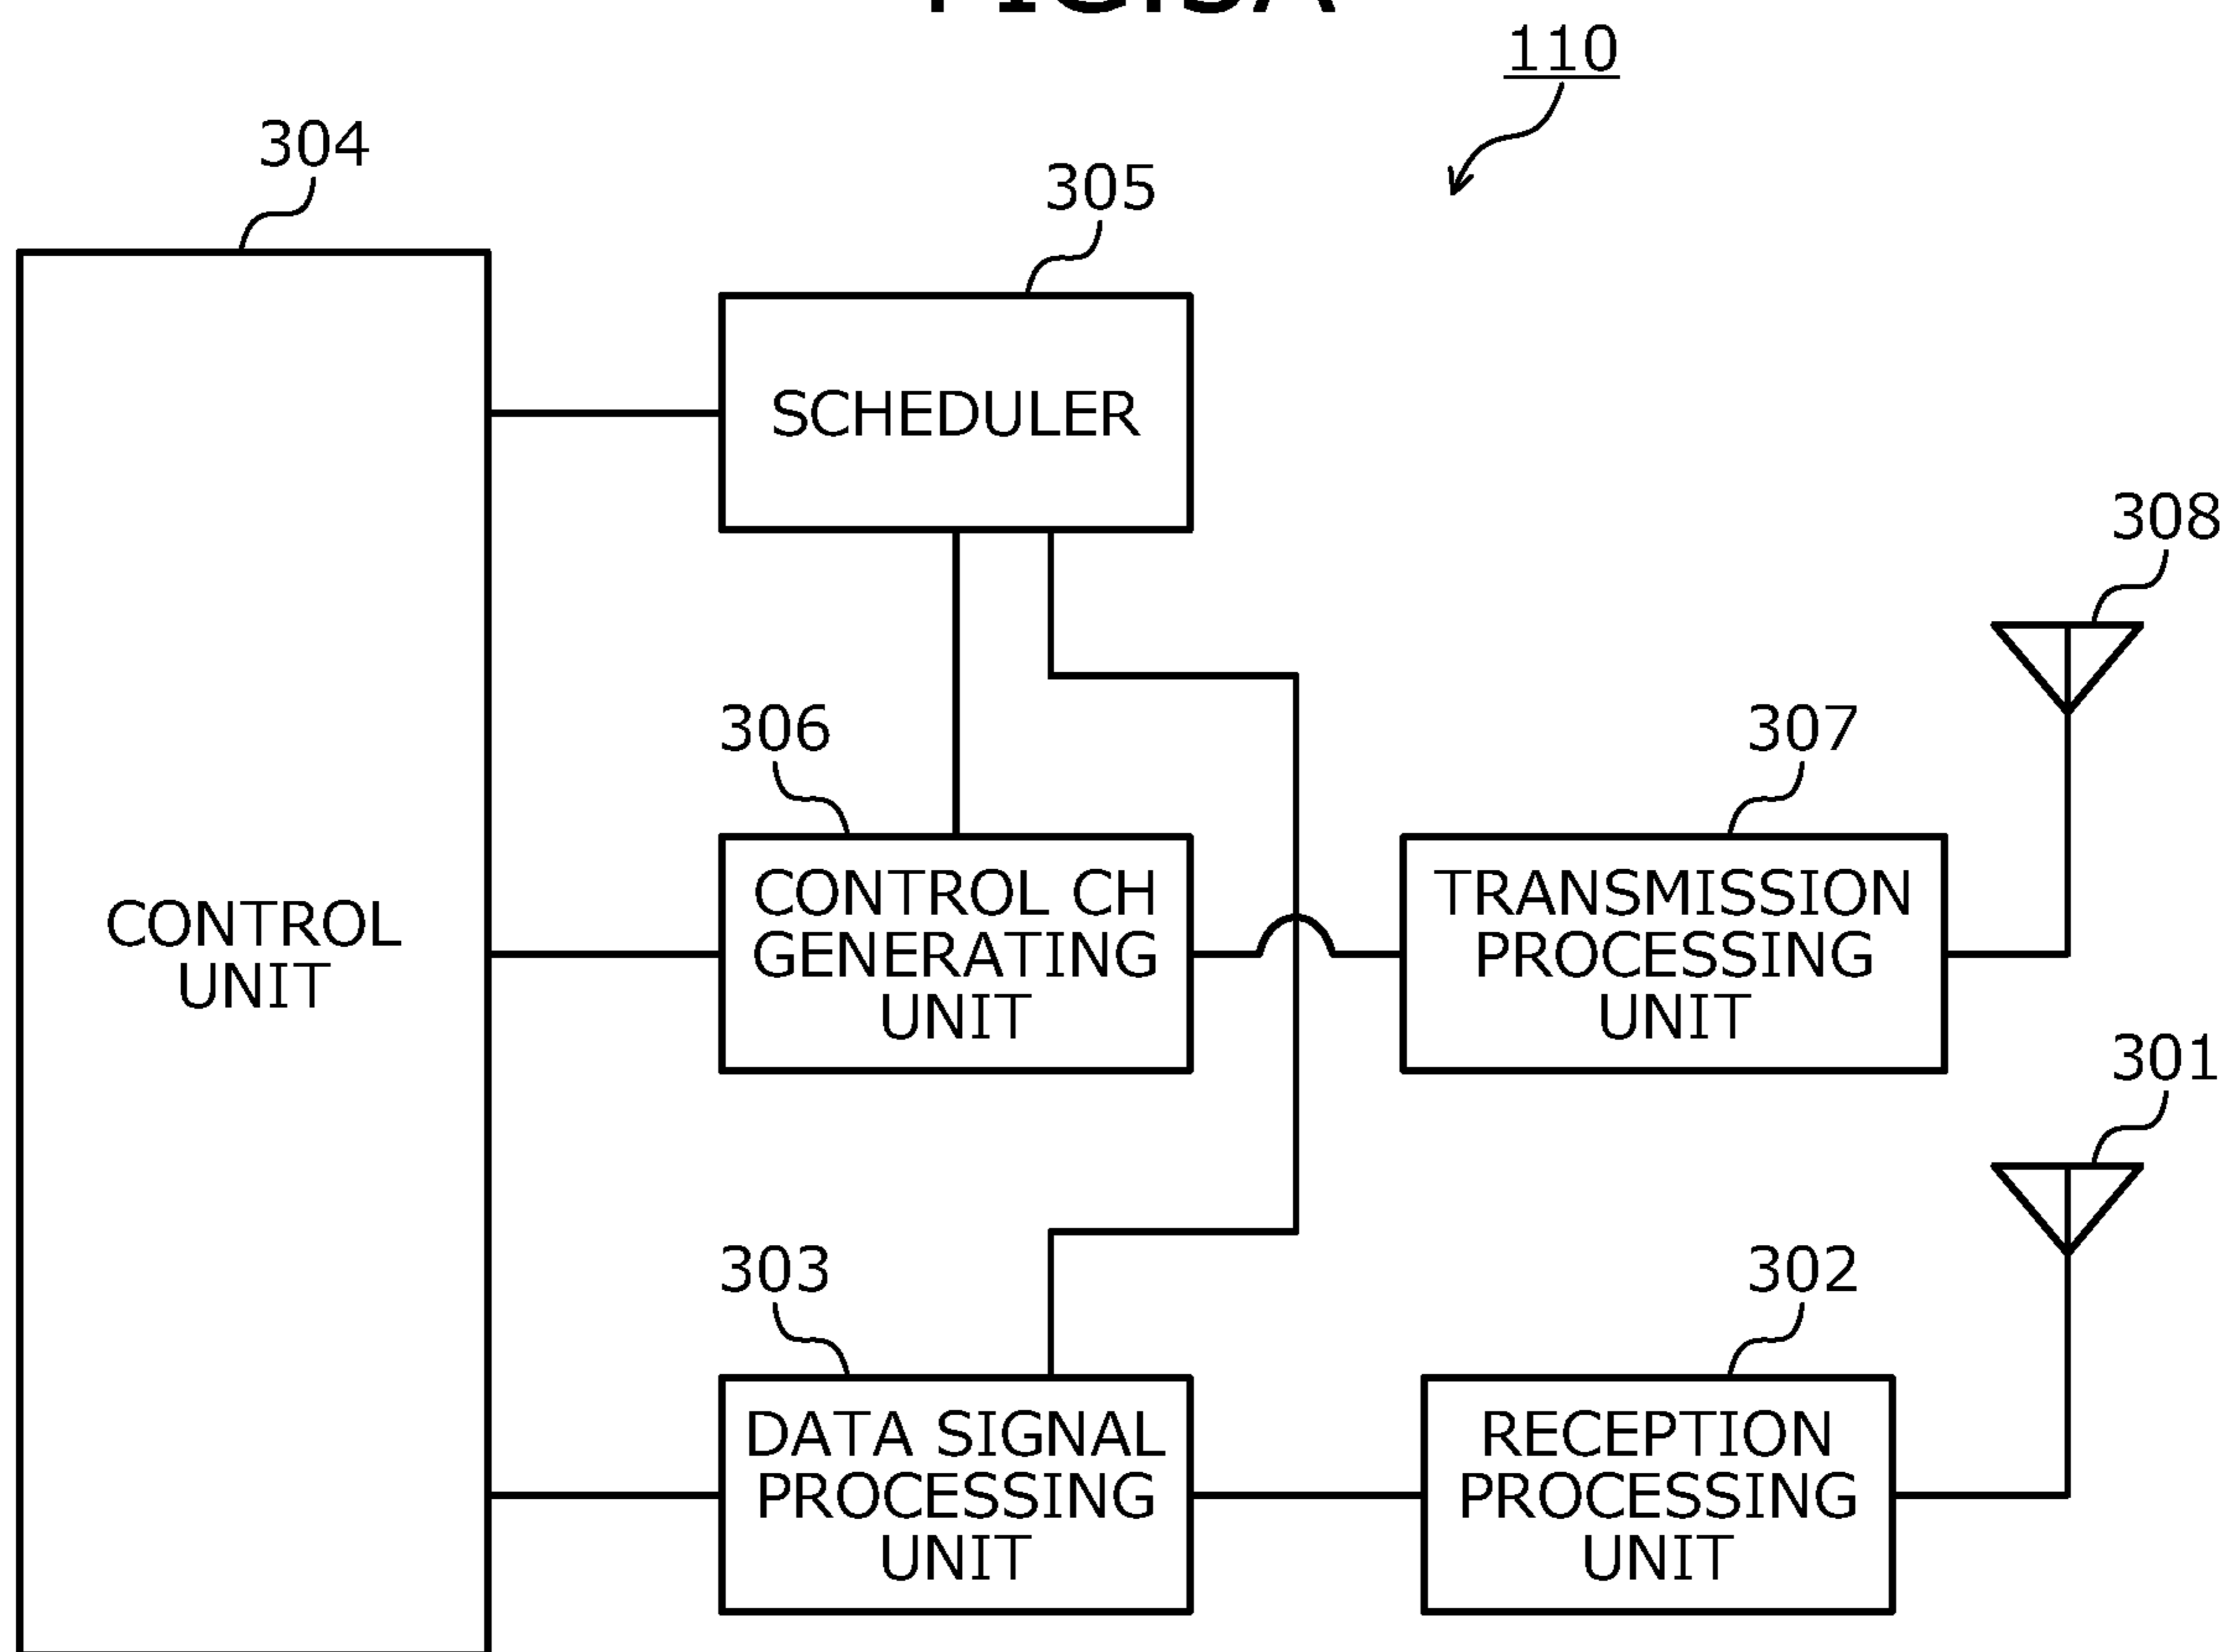 110
304
305
SCHEDULER
308
306
307
CONTROL CH
GENERATING
UNIT
TRANSMISSION
PROCESSING
UNIT
CONTROL
UNIT
301
303
302
DATA SIGNAL
PROCESSING
UNIT
RECEPTION
PROCESSING
UNIT